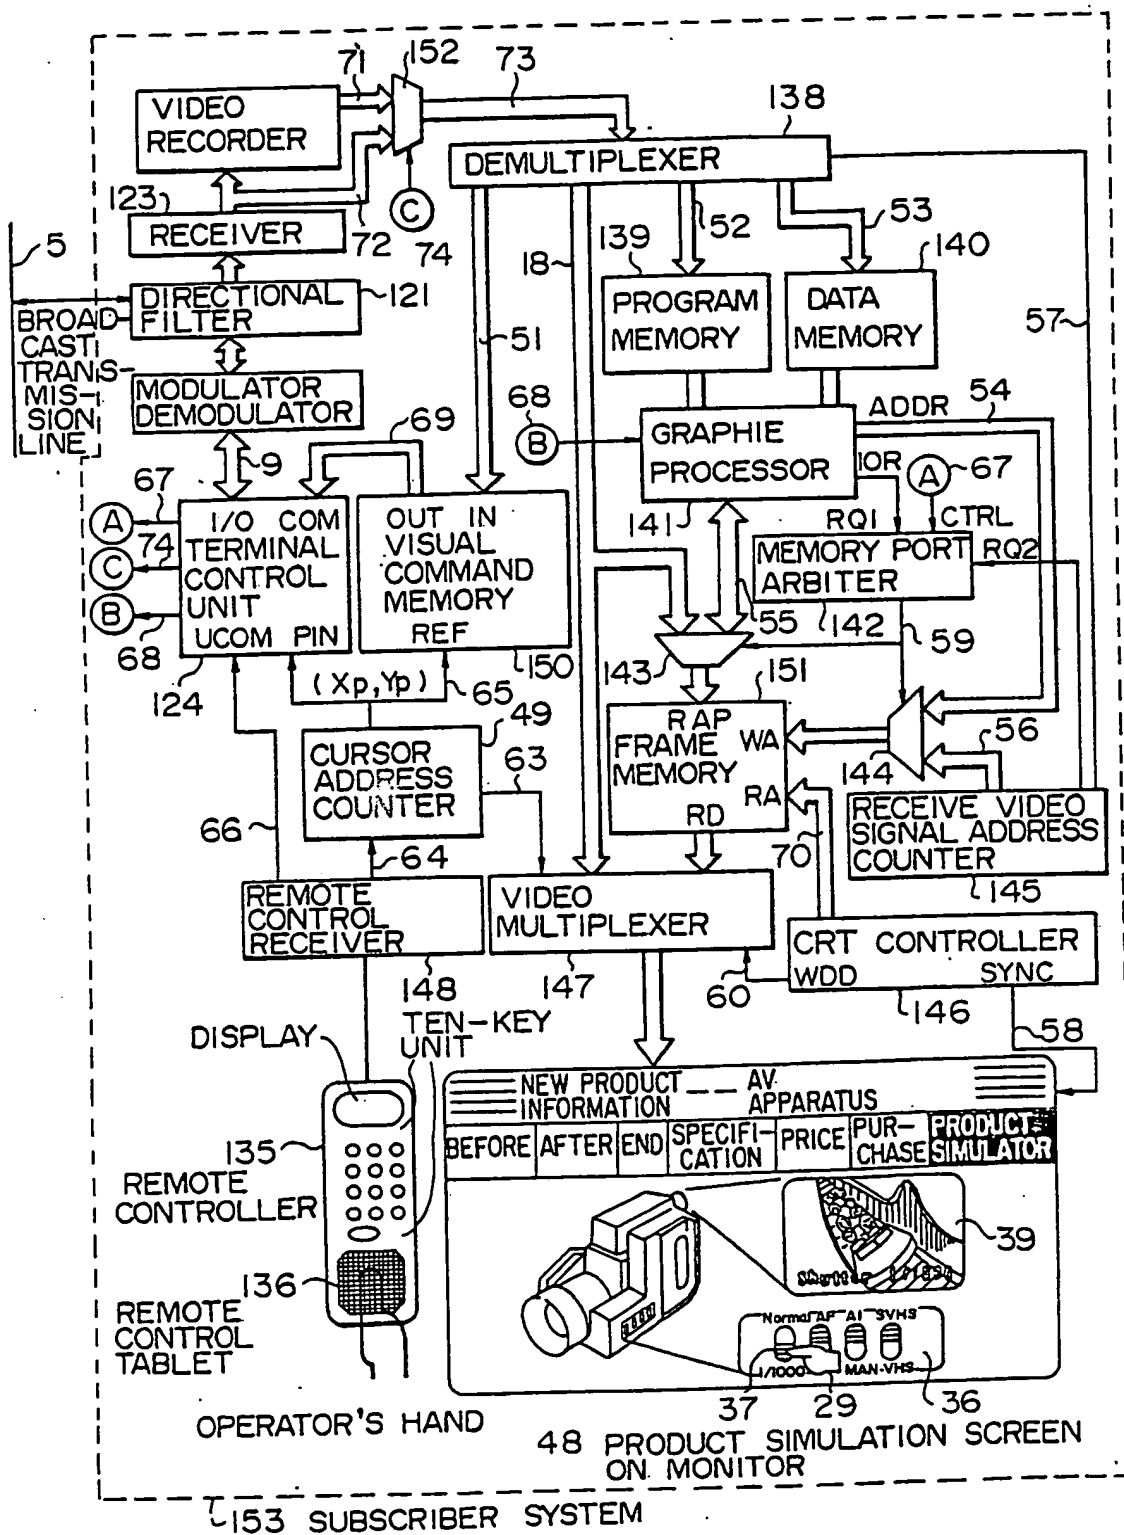 71
152
73
138
VIDEO
RECORDER
DEMULTIPLEXER
123
72
C
74
52
53
5
RECEIVER
139
140
18
DIRECTIONAL
FILTER
121
PROGRAM
MEMORY
DATA
MEMORY
57
BROAD
CAST
TRANS-
MIS-
SION
LINE
51
MODULATOR
DEMODULATOR
68
B
ADDR
54
69
GRAPHIE
PROCESSOR
IOR
A
67
9
67
A
74
C
B
68
I/O COM
TERMINAL
CONTROL
UNIT
UCOM PIN
OUT IN
VISUAL
COMMAND
MEMORY
REF
141
RQ1
CTRL
MEMORY PORT
ARBITER
RQ2
55
142
59
124
150
143
151
(Xp,Yp)
65
49
RAP
FRAME
MEMORY
WA
RA
RD
56
144
CURSOR
ADDRESS
COUNTER
63
66
64
70
RECEIVE VIDEO
SIGNAL ADDRESS
COUNTER
145
REMOTE
CONTROL
RECEIVER
VIDEO
MULTIPLEXER
CRT CONTROLLER
WDD
SYNC
148
147
60
146
58
DISPLAY
TEN-KEY
UNIT
NEW PRODUCT
INFORMATION
AV
APPARATUS
BEFORE
AFTER
END
SPECIFI-
CATION
PRICE
PUR-
CHASE
PRODUCT
SIMULATOR
135
REMOTE
CONTROLLER
39
Shutter
136
REMOTE
CONTROL
TABLET
Normal AF AI SVHS
1/1000
MAN-VHS
37
29
36
OPERATOR'S HAND
48 PRODUCT SIMULATION SCREEN
ON MONITOR
153 SUBSCRIBER SYSTEM